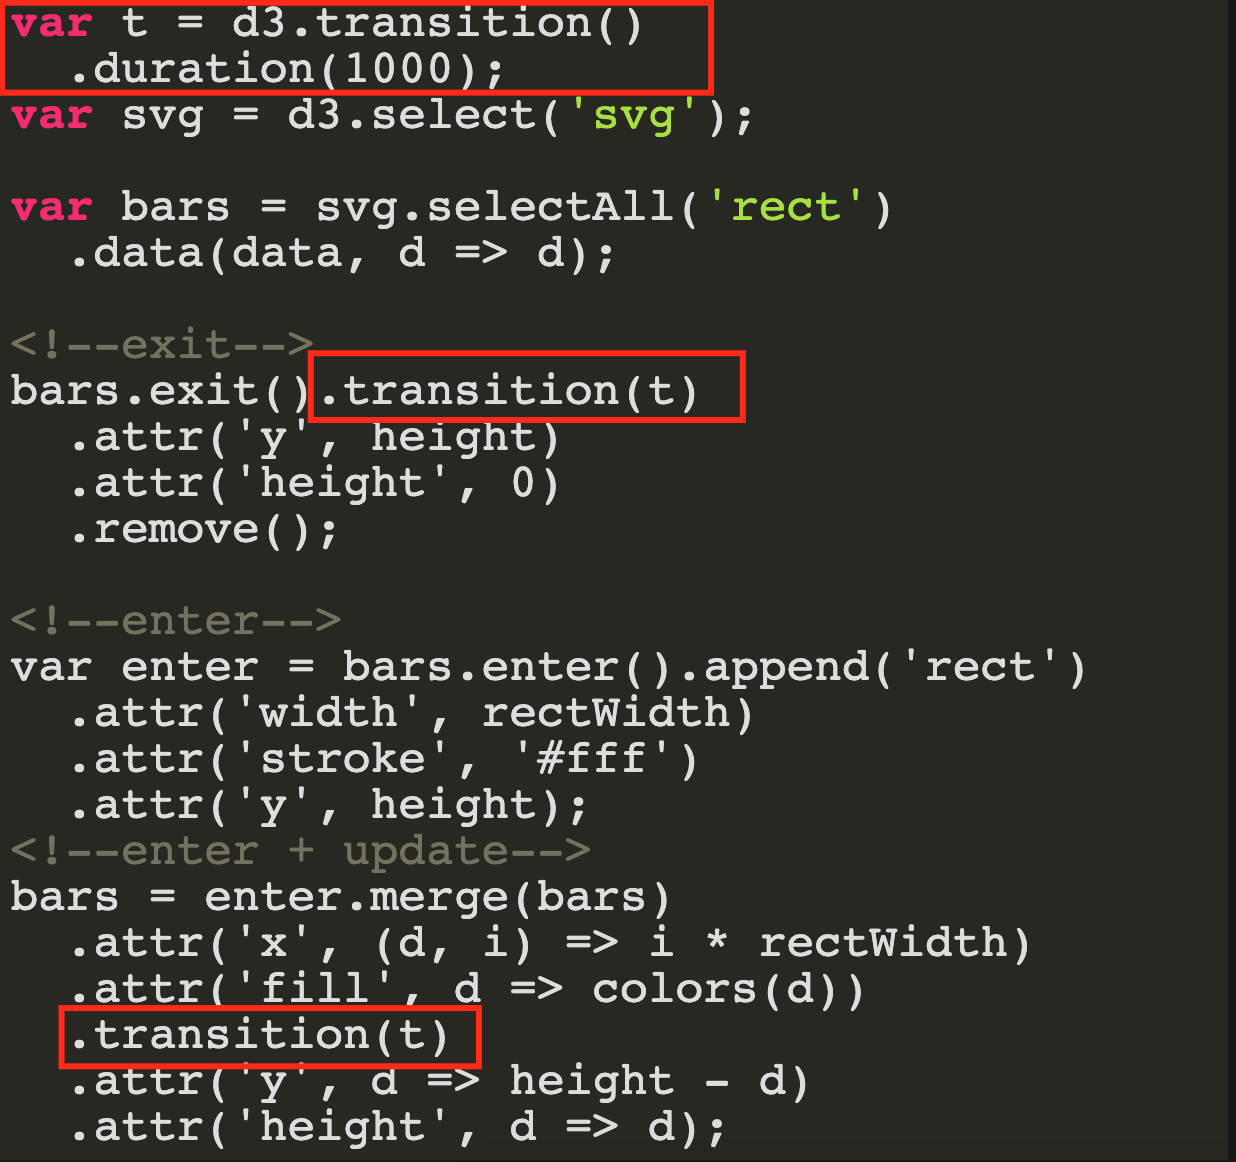 var t = d3.transition()
.duration(1000);
var svg = d3.select('svg');
var bars = svg.selectAll('rect')
.data(data, d => d);
<!--exit-->
bars.exit().transition(t)
.attr('y', height)
.attr('height', 0)
.remove();
<!--enter-->
var enter = bars.enter().append('rect')
.attr('width', rectWidth)
.attr('stroke', '#fff')
.attr('y', height);
<!--enter + update-->
bars = enter.merge(bars)
.attr('x', (d, i) => i * rectWidth)
.attr('fill', d => colors(d))
.transition(t)
.attr('y', d => height - d)
.attr('height', d => d);